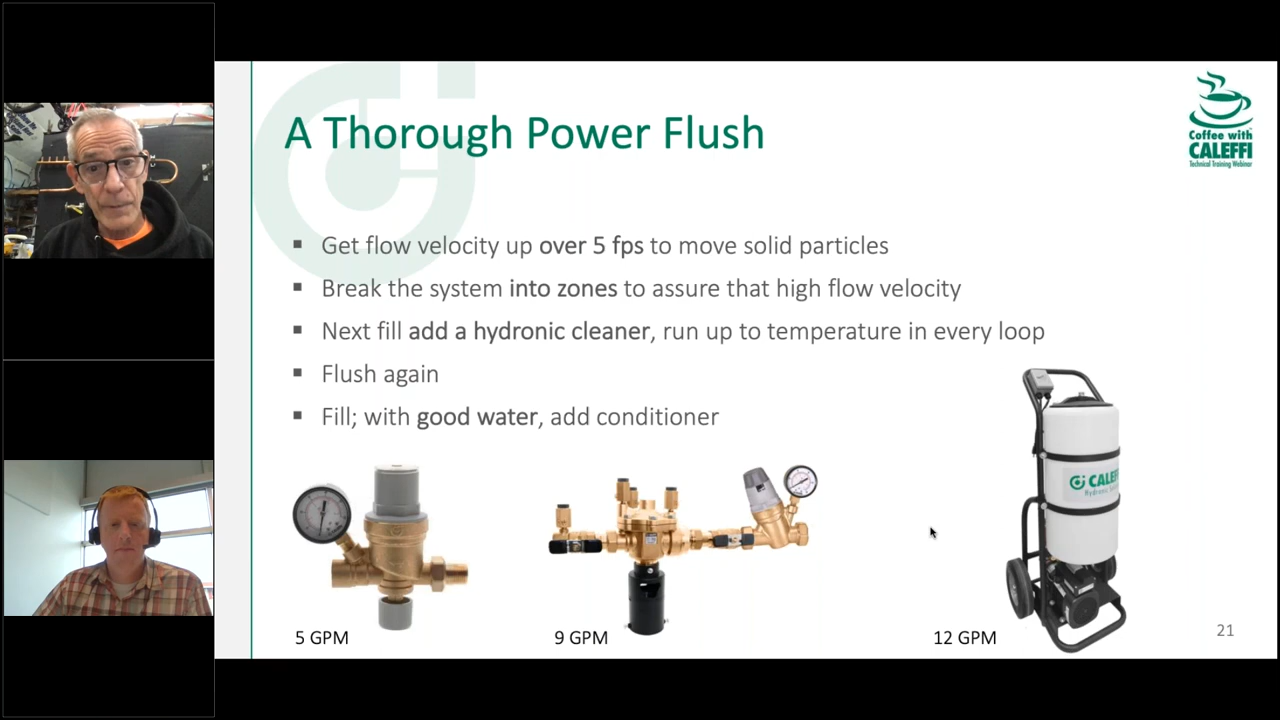 A Thorough Power Flush
Coffee with
CALEFFI
Technical Training Webinar
▪ Get flow velocity up over 5 fps to move solid particles
▪ Break the system into zones to assure that high flow velocity
▪ Next fill add a hydronic cleaner, run up to temperature in every loop
▪ Flush again
▪ Fill; with good water, add conditioner
CALEFFI
5 GPM
9 GPM
12 GPM
21